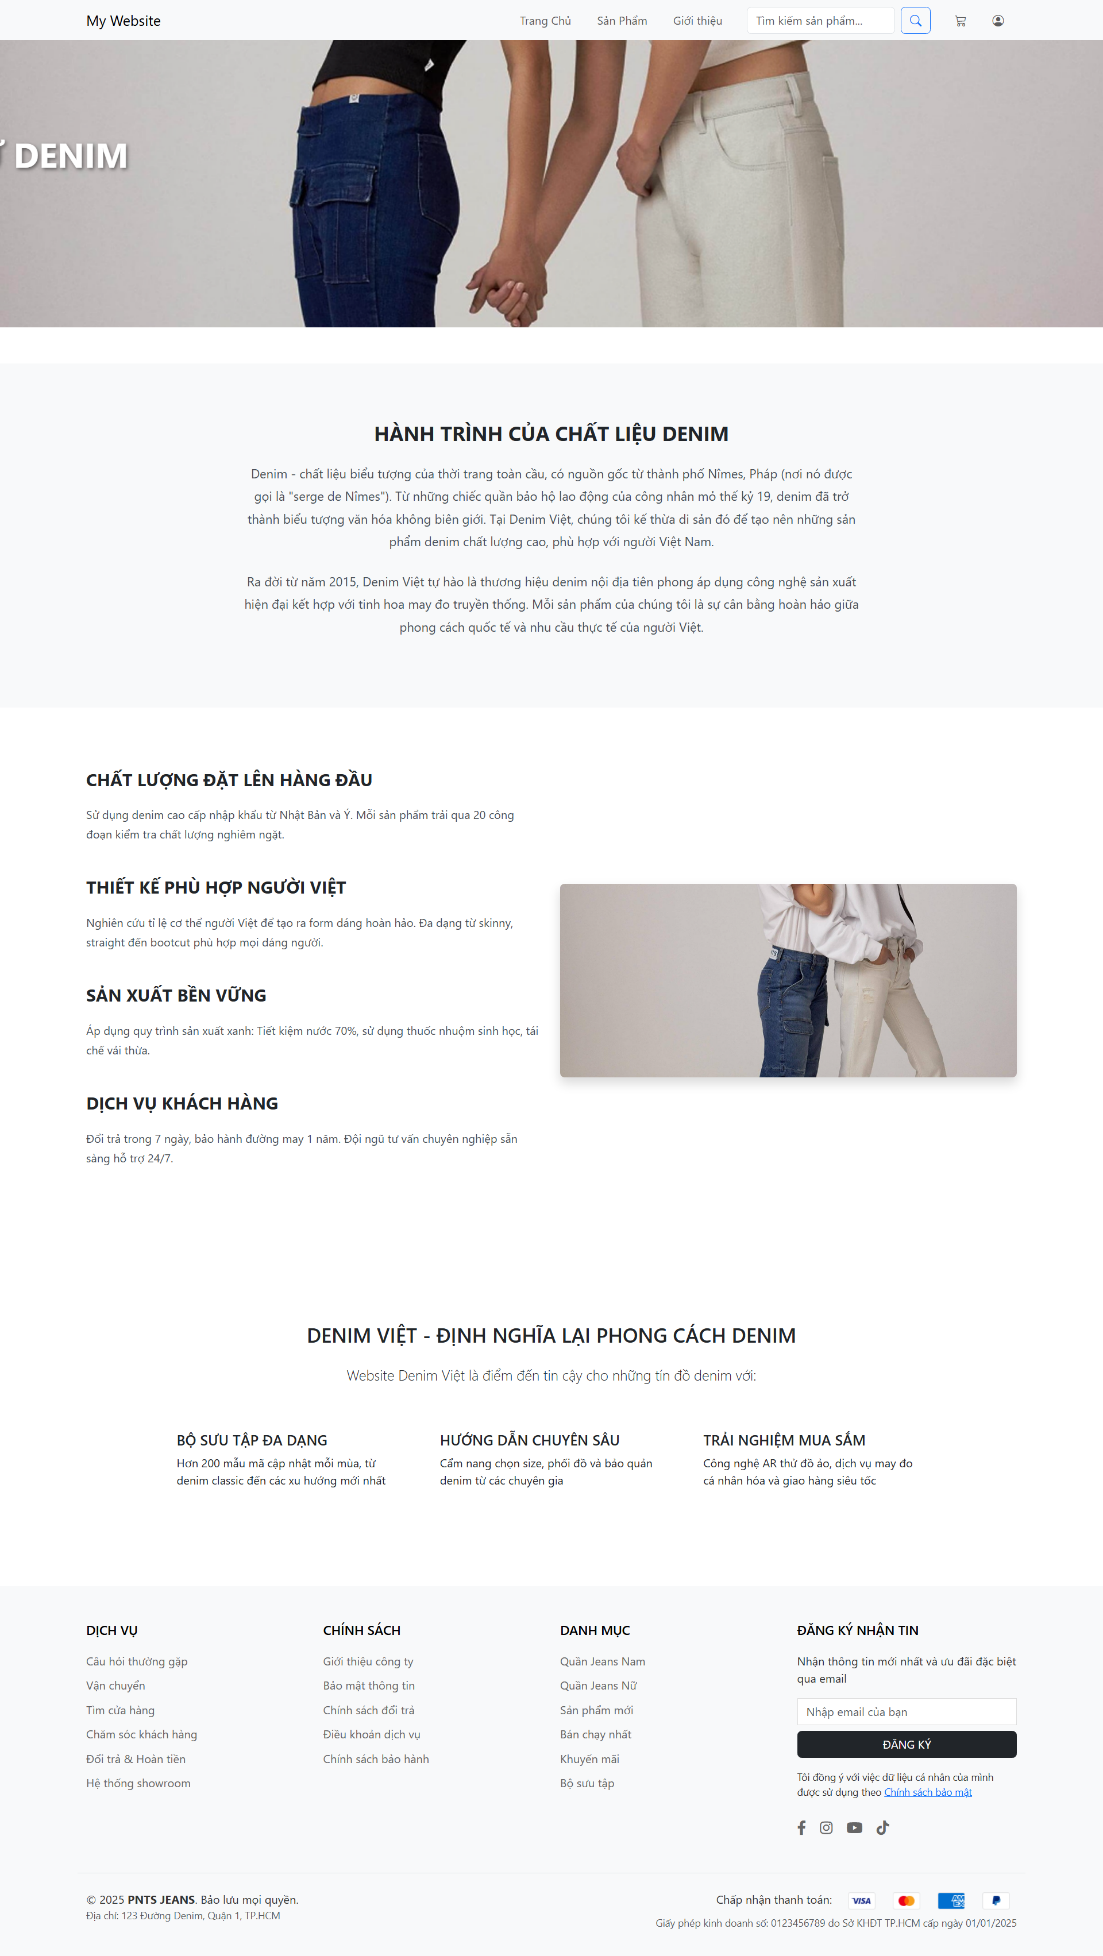 My Website
Trang Chủ
Sản Phẩm
Giới thiệu
Tìm kiếm sản phẩm...
DENIM
HÀNH TRÌNH CỦA CHẤT LIỆU DENIM
Denim - chất liệu biểu tượng của thời trang toàn cầu, có nguồn gốc từ thành phố Nîmes, Pháp (nơi nó được
gọi là "serge de Nîmes"). Từ những chiếc quần bảo hộ lao động của công nhân mỏ thế kỷ 19, denim đã trở
thành biểu tượng văn hóa không biên giới. Tại Denim Việt, chúng tôi kế thừa di sản đó để tạo nên những sản
phẩm denim chất lượng cao, phù hợp với người Việt Nam.
Ra đời từ năm 2015, Denim Việt tự hào là thương hiệu denim nội địa tiên phong áp dụng công nghệ sản xuất
hiện đại kết hợp với tinh hoa may đo truyền thống. Mỗi sản phẩm của chúng tôi là sự cân bằng hoàn hảo giữa
phong cách quốc tế và nhu cầu thực tế của người Việt.
CHẤT LƯỢNG ĐẶT LÊN HÀNG ĐẦU
Sử dụng denim cao cấp nhập khẩu từ Nhật Bản và Ý. Mỗi sản phẩm trải qua 20 công
đoạn kiểm tra chất lượng nghiêm ngặt.
THIẾT KẾ PHÙ HỢP NGƯỜI VIỆT
Nghiên cứu tỉ lệ cơ thể người Việt để tạo ra form dáng hoàn hảo. Đa dạng từ skinny,
straight đến bootcut phù hợp mọi dáng người.
SẢN XUẤT BỀN VỮNG
Áp dụng quy trình sản xuất xanh: Tiết kiệm nước 70%, sử dụng thuốc nhuộm sinh học, tái
chế vải thừa.
DỊCH VỤ KHÁCH HÀNG
Đổi trả trong 7 ngày, bảo hành đường may 1 năm. Đội ngũ tư vấn chuyên nghiệp sẵn
sàng hỗ trợ 24/7.
DENIM VIỆT - ĐỊNH NGHĨA LẠI PHONG CÁCH DENIM
Website Denim Việt là điểm đến tin cậy cho những tín đồ denim với:
BỘ SƯU TẬP ĐA DẠNG
Hơn 200 mẫu mã cập nhật mỗi mùa, từ
denim classic đến các xu hướng mới nhất
HƯỚNG DẪN CHUYÊN SÂU
Cẩm nang chọn size, phối đồ và bảo quản
denim từ các chuyên gia
TRẢI NGHIỆM MUA SẮM
Công nghệ AR thử đồ ảo, dịch vụ may đo
cá nhân hóa và giao hàng siêu tốc
DỊCH VỤ
Câu hỏi thường gặp
Vận chuyển
Tìm cửa hàng
Chăm sóc khách hàng
Đổi trả & Hoàn tiền
Hệ thống showroom
CHÍNH SÁCH
Giới thiệu công ty
Bảo mật thông tin
Chính sách đổi trả
Điều khoản dịch vụ
Chính sách bảo hành
DANH MỤC
Quần Jeans Nam
Quần Jeans Nữ
Sản phẩm mới
Bán chạy nhất
Khuyến mãi
Bộ sưu tập
ĐĂNG KÝ NHẬN TIN
Nhận thông tin mới nhất và ưu đãi đặc biệt
qua email
Nhập email của bạn
ĐĂNG KÝ
Tôi đồng ý với việc dữ liệu cá nhân của mình
được sử dụng theo Chính sách bảo mật
© 2025 PNTS JEANS. Bảo lưu mọi quyền.
Địa chỉ: 123 Đường Denim, Quận 1, TP.HCM
Chấp nhận thanh toán:
VISA
AMEX
Giấy phép kinh doanh số: 0123456789 do Sở KHDT TP.HCM cấp ngày 01/01/2025